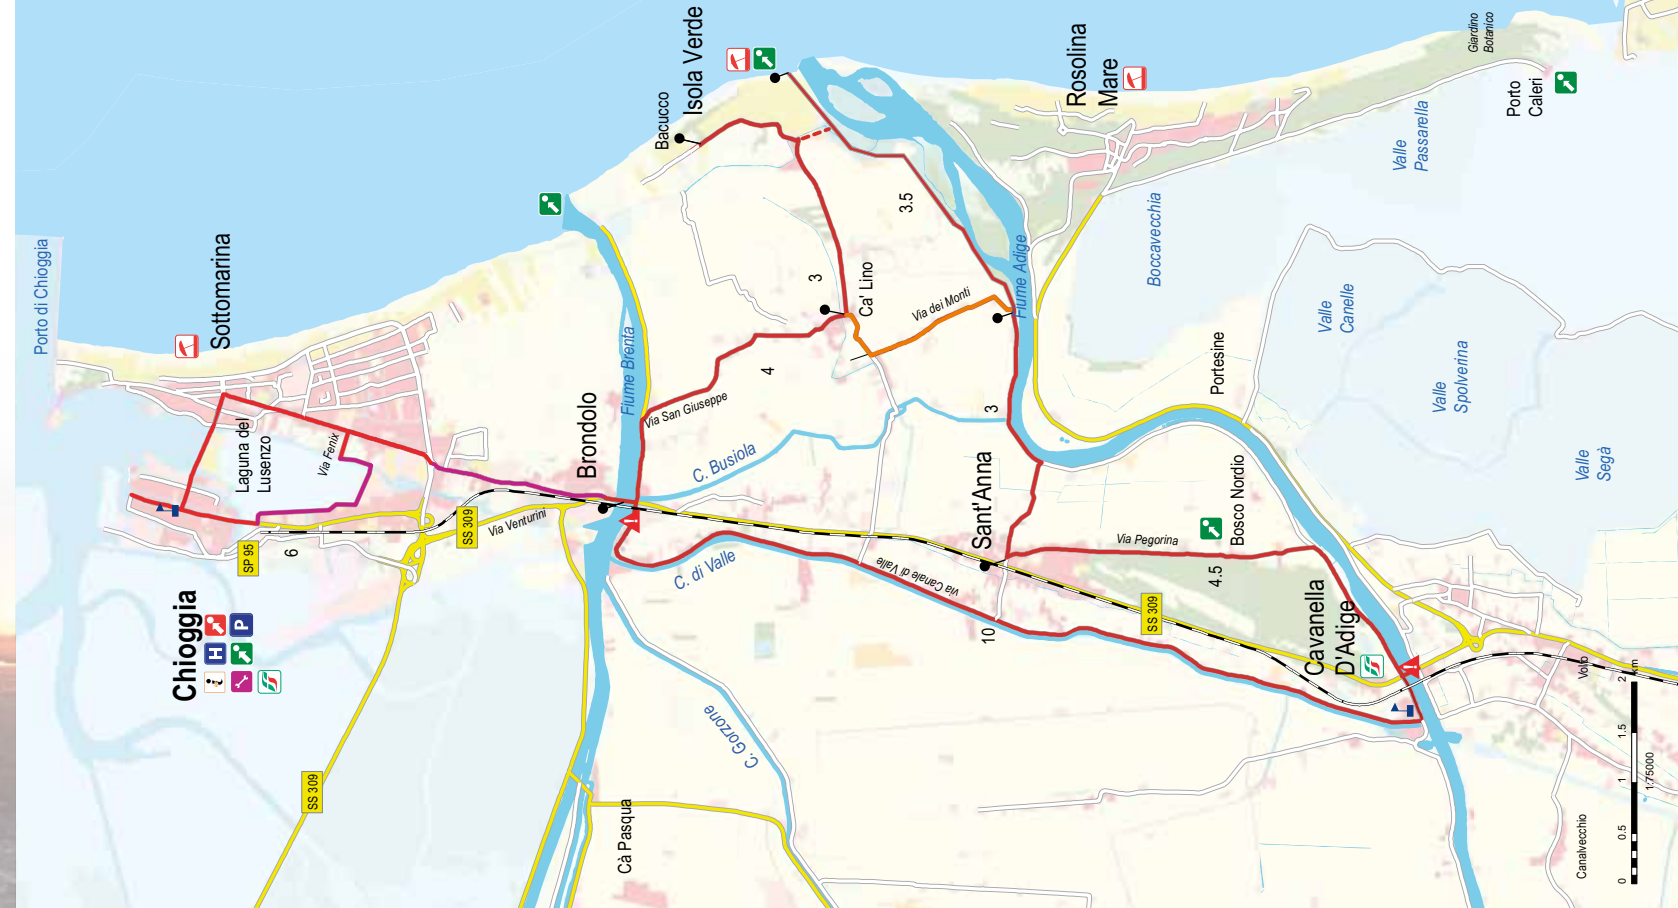 Porto di Chioggia
Sottomarina
Laguna del
Lusenzo
Via Fenix
SP 95
6
SS 309
Via Venturini
Chioggia
i
H
P
SS 309
Brondolo
Fiume Brenta
Via San Giuseppe
C. Busiola
C. di Valle
via Canale di Valle
C. Gorzone
Cà Pasqua
Bacucco
Isola Verde
3
Ca' Lino
4
3.5
Via dei Monti
Fiume Adige
3
Sant'Anna
10
Rosolina
Mare
Giardino
Botanico
Porto
Caleri
Valle
Passarella
Boccavecchia
Valle
Canelle
Valle
Spolverina
Valle
Segà
Portesine
Bosco Nordio
Via Pegorina
4.5
SS 309
Cavanella
D'Adige
Volto
Canalvecchio
0
0.5
1
1.5
2
km
1:75000